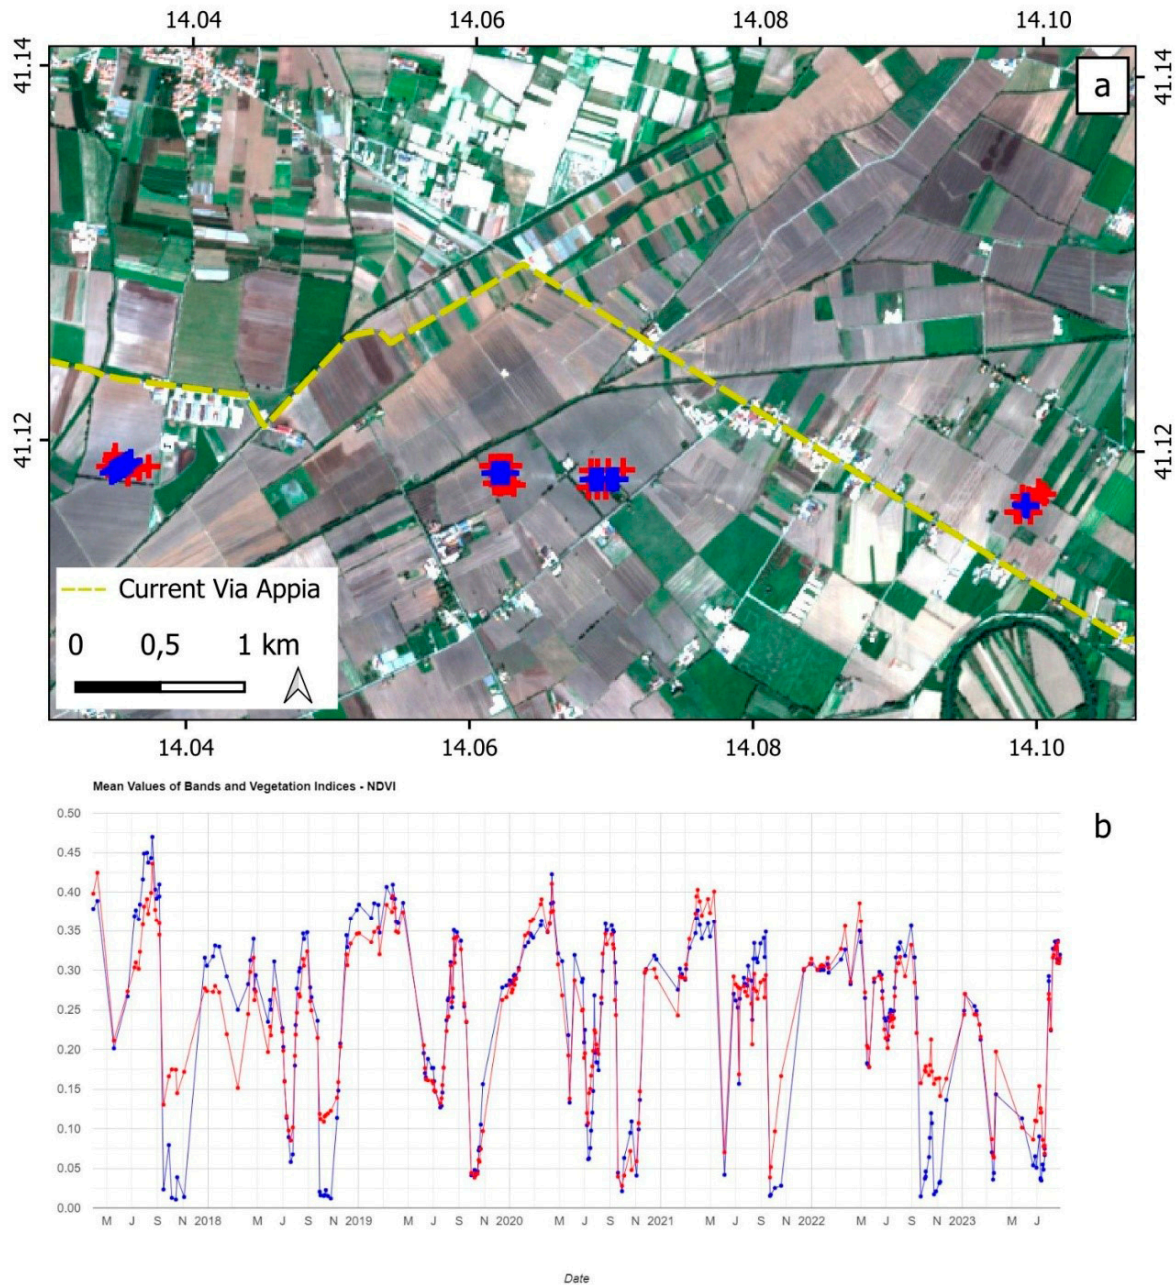 14.04 14.06 14.08 14.10
41.14
41.14
a
41.12
41.12
Current Via Appia
0 0,5 1 km
14.04 14.06 14.08 14.10
Mean Values of Bands and Vegetation Indices - NDVI
b
0.50
0.45
0.40
0.35
0.30
0.25
0.20
0.15
0.10
0.05
0.00
M J S N 2018 M J S N 2019 M J S N 2020 M J S N 2021 M J S N 2022 M J S N 2023 M J
Date